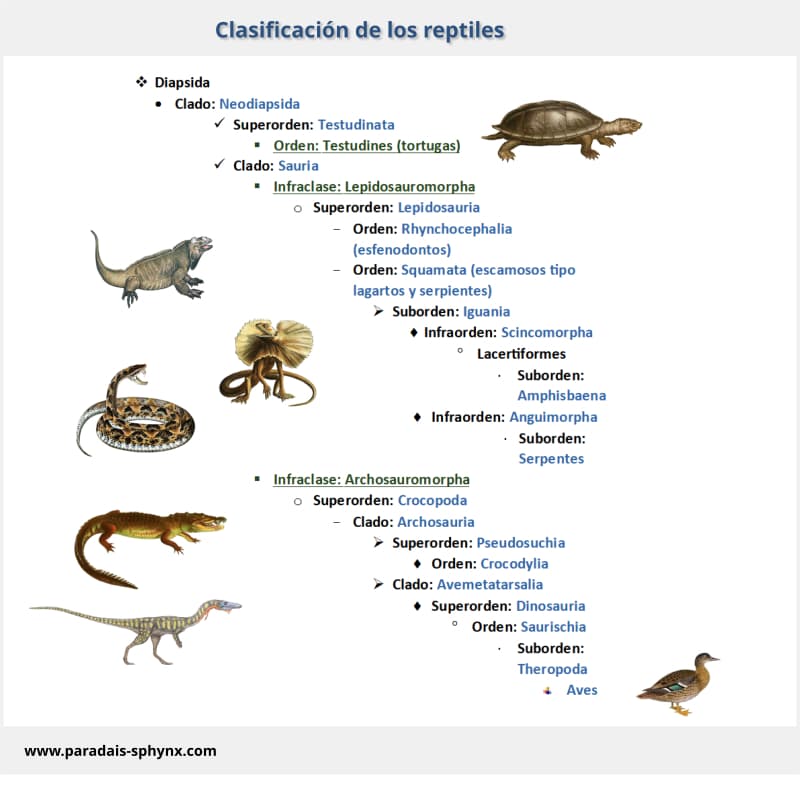 Clasificación de los reptiles
❖ Diapsida
• Clado: Neodiapsida
✓ Superorden: Testudinata
▪ Orden: Testudines (tortugas)
✓ Clado: Sauria
▪ Infraclase: Lepidosauromorpha
○ Superorden: Lepidosauria
– Orden: Rhynchocephalia
(esfenodontos)
– Orden: Squamata (escamosos tipo
lagartos y serpientes)
➢ Suborden: Iguania
♦ Infraorden: Scincomorpha
° Lacertiformes
· Suborden:
Amphisbaena
♦ Infraorden: Anguimorpha
· Suborden:
Serpentes
▪ Infraclase: Archosauromorpha
○ Superorden: Crocopoda
– Clado: Archosauria
➢ Superorden: Pseudosuchia
♦ Orden: Crocodylia
➢ Clado: Avemetatarsalia
♦ Superorden: Dinosauria
° Orden: Saurischia
· Suborden:
Theropoda
Aves
www.paradais-sphynx.com